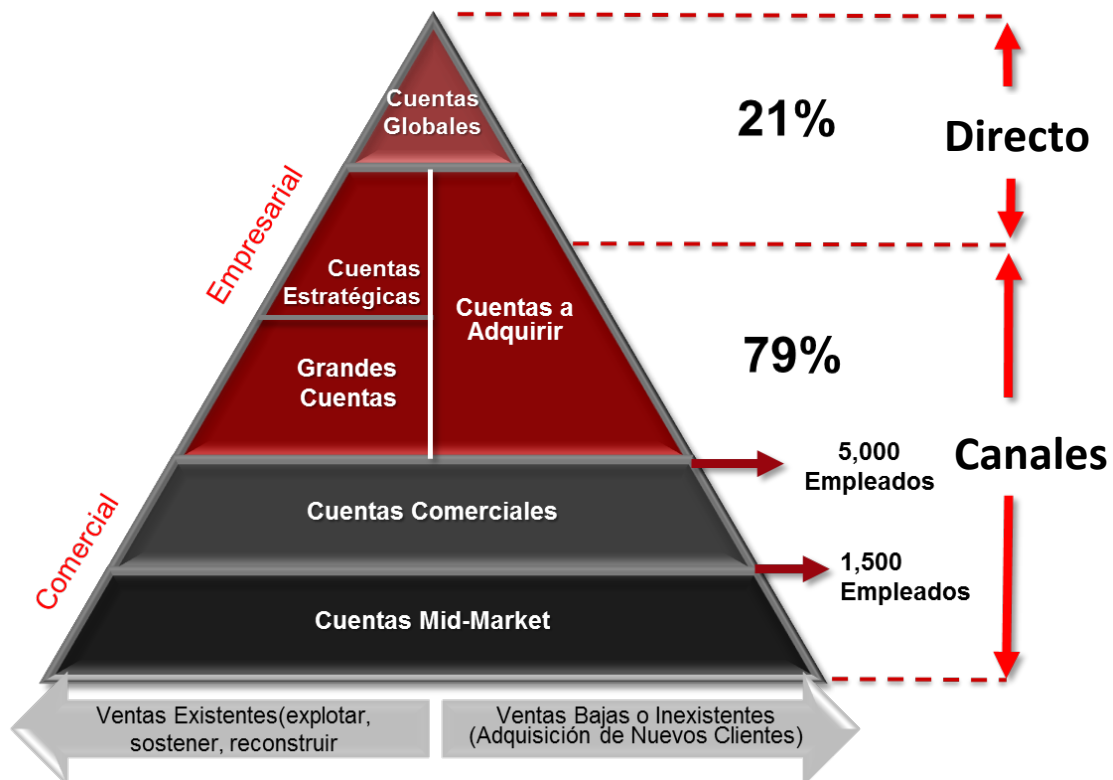 Cuentas
Globales
21%
Directo
Empresarial
Cuentas
Estratégicas
Cuentas a
Adquirir
79%
Grandes
Cuentas
5,000
Empleados
Canales
Comercial
Cuentas Comerciales
1,500
Empleados
Cuentas Mid-Market
Ventas Existentes(explotar,
sostener, reconstruir
Ventas Bajas o Inexistentes
(Adquisición de Nuevos Clientes)